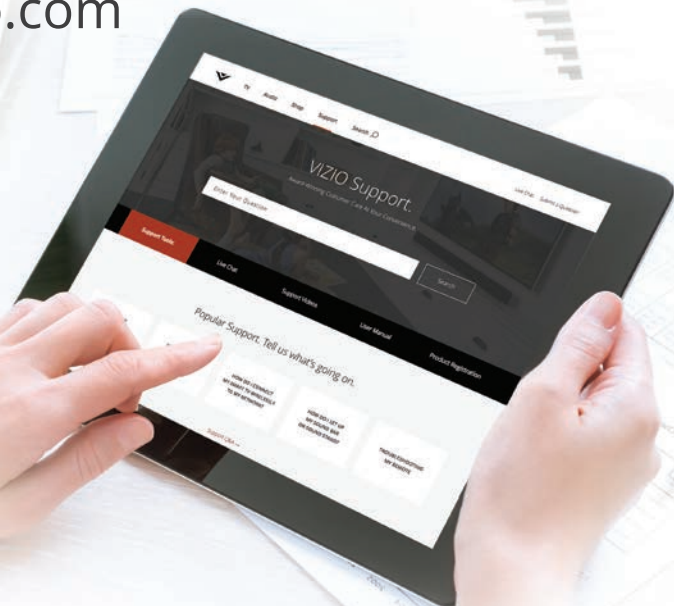 .com
TV Audio Shop Support Search
Live Chat Submit a Question
VIZIO Support.
Award-Winning Customer Care At Your Convenience.
Enter Your Question
Search
Support Tools: Live Chat Support Videos User Manual Product Registration
Popular Support. Tell us what's going on.
HOW DO I CONNECT
MY SMART TV WIRELESSLY
TO MY NETWORK?
HOW DO I SET UP
MY SOUND BAR
OR SOUND STAND?
TROUBLESHOOTING
MY REMOTE
Support Q&A